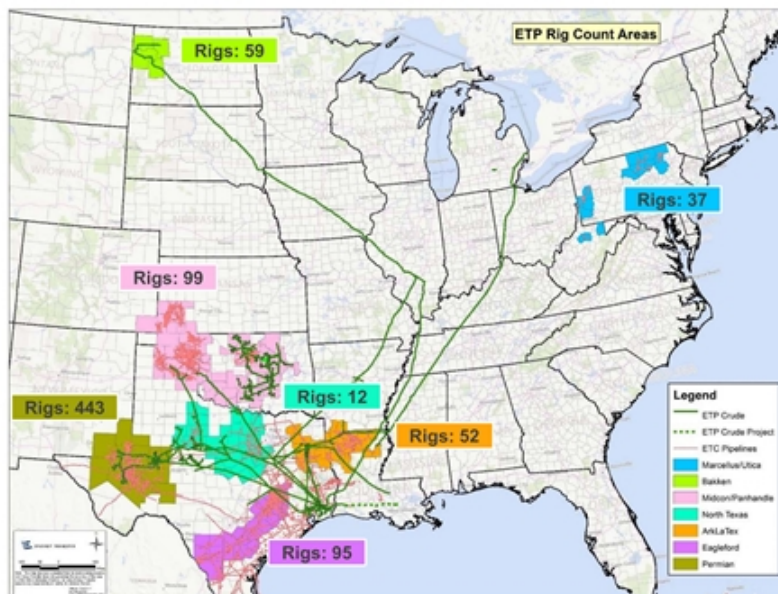 ETP Rig Count Areas
Rigs: 59
Rigs: 37
Rigs: 99
Rigs: 12
Rigs: 443
Rigs: 52
Rigs: 95
Legend
ETP Crude
ETP Crude Project
ETC Pipelines
Marcellus/Utica
Bakken
Midcon/Panhandle
North Texas
ArkLaTex
Eagleford
Permian